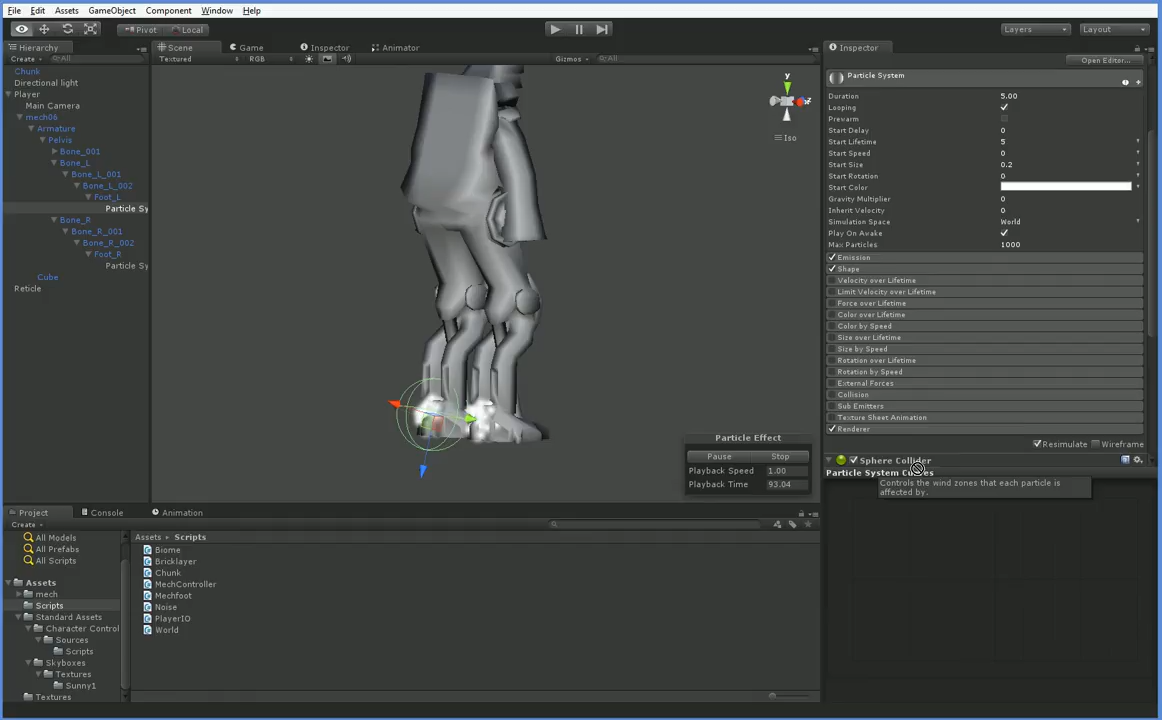 File Edit Assets GameObject Component Window Help
Pivot Local Layers Layout
Hierarchy
Create All
Chunk
Directional light
Player
Main Camera
mech06
Armature
Pelvis
Bone_001
Bone_L
Bone_L_001
Bone_L_002
Foot_L
Particle Sy
Bone_R
Bone_R_001
Bone_R_002
Foot_R
Particle Sy
Cube
Reticle
Scene Game Inspector Animator
Textured RGB Gizmos All
y
Iso
Particle Effect
Pause Stop
Playback Speed 1.00
Playback Time 93.04
Inspector
Open Editor...
Particle System
Duration 5.00
Looping
Prewarm
Start Delay 0
Start Lifetime 5
Start Speed 0
Start Size 0.2
Start Rotation 0
Start Color
Gravity Multiplier 0
Inherit Velocity 0
Simulation Space World
Play On Awake
Max Particles 1000
Emission
Shape
Velocity over Lifetime
Limit Velocity over Lifetime
Force over Lifetime
Color over Lifetime
Color by Speed
Size over Lifetime
Size by Speed
Rotation over Lifetime
Rotation by Speed
External Forces
Collision
Sub Emitters
Texture Sheet Animation
Renderer
Resimulate Wireframe
Sphere Collider
Particle System Curves
Controls the wind zones that each particle is
affected by.
Project Console Animation
Create
All Models
All Prefabs
All Scripts
Assets
mech
Scripts
Standard Assets
Character Control
Sources
Scripts
Skyboxes
Textures
Sunny1
Textures
Assets Scripts
Biome
Bricklayer
Chunk
MechController
Mechfoot
Noise
PlayerIO
World